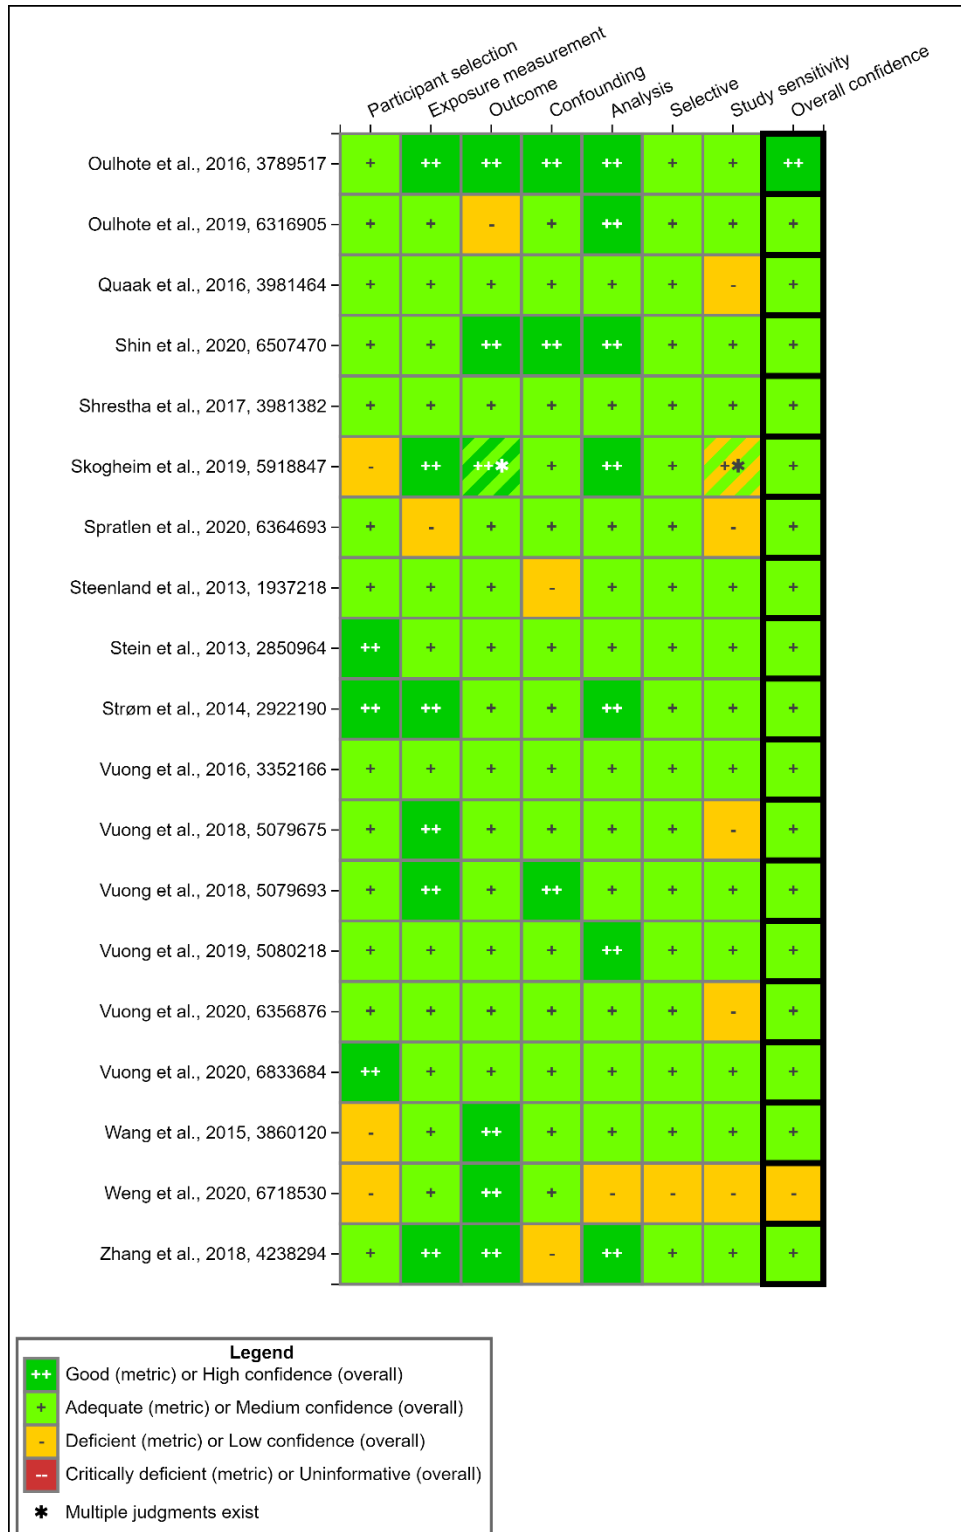 Participant selection
Exposure measurement
Outcome
Confounding
Analysis
Selective
Study sensitivity
Overall confidence
Oulhote et al., 2016, 3789517 + ++ ++ ++ ++ + + ++
Oulhote et al., 2019, 6316905 + + - + ++ + + +
Quaak et al., 2016, 3981464 + + + + + + - +
Shin et al., 2020, 6507470 + + ++ ++ ++ + + +
Shrestha et al., 2017, 3981382 + + + + + + + +
Skogheim et al., 2019, 5918847 - ++ ++✱ + ++ + +✱ +
Spratlen et al., 2020, 6364693 + - + + + + - +
Steenland et al., 2013, 1937218 + + + - + + + +
Stein et al., 2013, 2850964 ++ + + + + + + +
Strøm et al., 2014, 2922190 ++ ++ + + ++ + + +
Vuong et al., 2016, 3352166 + + + + + + + +
Vuong et al., 2018, 5079675 + ++ + + + + - +
Vuong et al., 2018, 5079693 + ++ + ++ + + + +
Vuong et al., 2019, 5080218 + + + + ++ + + +
Vuong et al., 2020, 6356876 + + + + + + - +
Vuong et al., 2020, 6833684 ++ + + + + + + +
Wang et al., 2015, 3860120 - + ++ + + + + +
Weng et al., 2020, 6718530 - + ++ + - - - -
Zhang et al., 2018, 4238294 + ++ ++ - ++ + + +
Legend
++ Good (metric) or High confidence (overall)
+ Adequate (metric) or Medium confidence (overall)
- Deficient (metric) or Low confidence (overall)
-- Critically deficient (metric) or Uninformative (overall)
✱ Multiple judgments exist